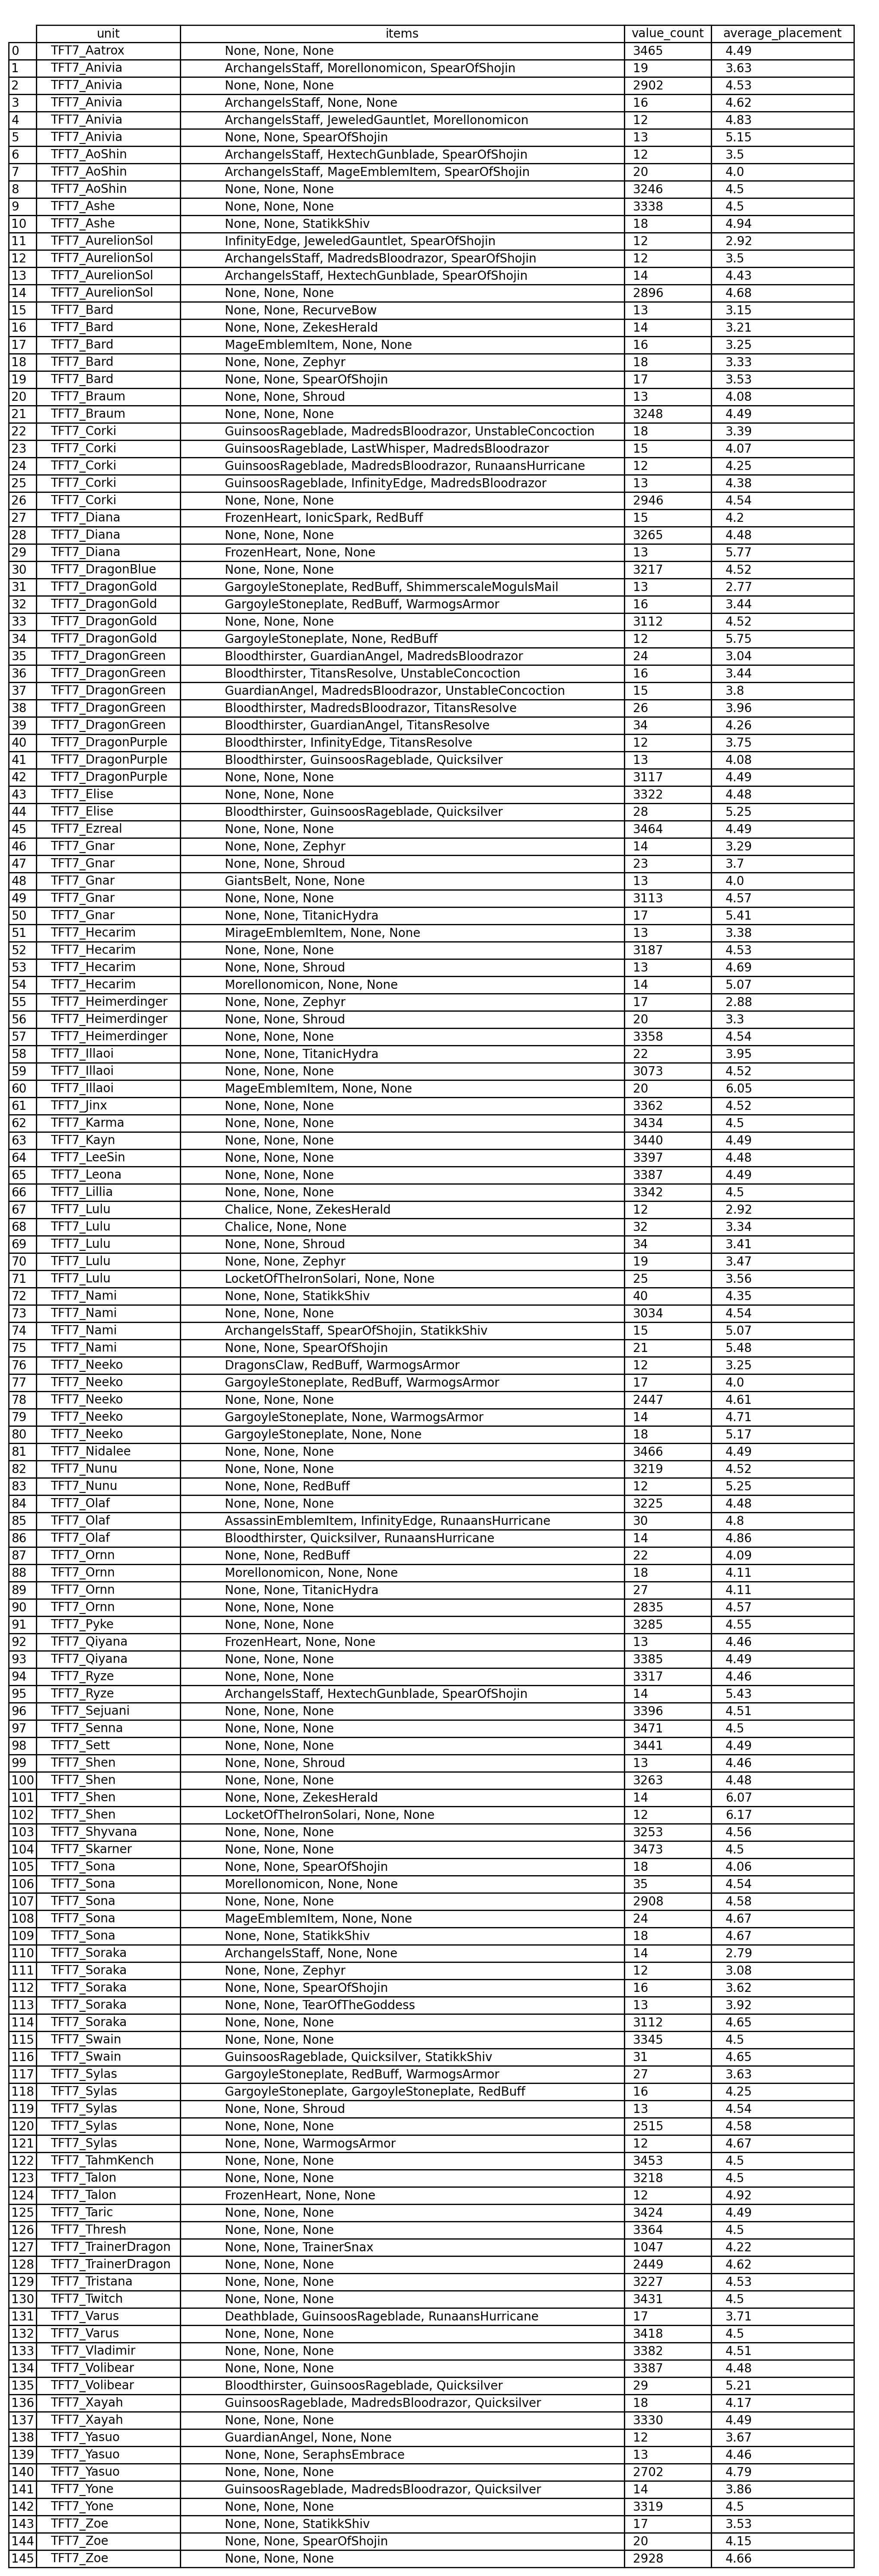 unit items value_count average_placement
0 TFT7_Aatrox None, None, None 3465 4.49
1 TFT7_Anivia ArchangelsStaff, Morellonomicon, SpearOfShojin 19 3.63
2 TFT7_Anivia None, None, None 2902 4.53
3 TFT7_Anivia ArchangelsStaff, None, None 16 4.62
4 TFT7_Anivia ArchangelsStaff, JeweledGauntlet, Morellonomicon 12 4.83
5 TFT7_Anivia None, None, SpearOfShojin 13 5.15
6 TFT7_AoShin ArchangelsStaff, HextechGunblade, SpearOfShojin 12 3.5
7 TFT7_AoShin ArchangelsStaff, MageEmblemItem, SpearOfShojin 20 4.0
8 TFT7_AoShin None, None, None 3246 4.5
9 TFT7_Ashe None, None, None 3338 4.5
10 TFT7_Ashe None, None, StatikkShiv 18 4.94
11 TFT7_AurelionSol InfinityEdge, JeweledGauntlet, SpearOfShojin 12 2.92
12 TFT7_AurelionSol ArchangelsStaff, MadredsBloodrazor, SpearOfShojin 12 3.5
13 TFT7_AurelionSol ArchangelsStaff, HextechGunblade, SpearOfShojin 14 4.43
14 TFT7_AurelionSol None, None, None 2896 4.68
15 TFT7_Bard None, None, RecurveBow 13 3.15
16 TFT7_Bard None, None, ZekesHerald 14 3.21
17 TFT7_Bard MageEmblemItem, None, None 16 3.25
18 TFT7_Bard None, None, Zephyr 18 3.33
19 TFT7_Bard None, None, SpearOfShojin 17 3.53
20 TFT7_Braum None, None, Shroud 13 4.08
21 TFT7_Braum None, None, None 3248 4.49
22 TFT7_Corki GuinsoosRageblade, MadredsBloodrazor, UnstableConcoction 18 3.39
23 TFT7_Corki GuinsoosRageblade, LastWhisper, MadredsBloodrazor 15 4.07
24 TFT7_Corki GuinsoosRageblade, MadredsBloodrazor, RunaansHurricane 12 4.25
25 TFT7_Corki GuinsoosRageblade, InfinityEdge, MadredsBloodrazor 13 4.38
26 TFT7_Corki None, None, None 2946 4.54
27 TFT7_Diana FrozenHeart, IonicSpark, RedBuff 15 4.2
28 TFT7_Diana None, None, None 3265 4.48
29 TFT7_Diana FrozenHeart, None, None 13 5.77
30 TFT7_DragonBlue None, None, None 3217 4.52
31 TFT7_DragonGold GargoyleStoneplate, RedBuff, ShimmerscaleMogulsMail 13 2.77
32 TFT7_DragonGold GargoyleStoneplate, RedBuff, WarmogsArmor 16 3.44
33 TFT7_DragonGold None, None, None 3112 4.52
34 TFT7_DragonGold GargoyleStoneplate, None, RedBuff 12 5.75
35 TFT7_DragonGreen Bloodthirster, GuardianAngel, MadredsBloodrazor 24 3.04
36 TFT7_DragonGreen Bloodthirster, TitansResolve, UnstableConcoction 16 3.44
37 TFT7_DragonGreen GuardianAngel, MadredsBloodrazor, UnstableConcoction 15 3.8
38 TFT7_DragonGreen Bloodthirster, MadredsBloodrazor, TitansResolve 26 3.96
39 TFT7_DragonGreen Bloodthirster, GuardianAngel, TitansResolve 34 4.26
40 TFT7_DragonPurple Bloodthirster, InfinityEdge, TitansResolve 12 3.75
41 TFT7_DragonPurple Bloodthirster, GuinsoosRageblade, Quicksilver 13 4.08
42 TFT7_DragonPurple None, None, None 3117 4.49
43 TFT7_Elise None, None, None 3322 4.48
44 TFT7_Elise Bloodthirster, GuinsoosRageblade, Quicksilver 28 5.25
45 TFT7_Ezreal None, None, None 3464 4.49
46 TFT7_Gnar None, None, Zephyr 14 3.29
47 TFT7_Gnar None, None, Shroud 23 3.7
48 TFT7_Gnar GiantsBelt, None, None 13 4.0
49 TFT7_Gnar None, None, None 3113 4.57
50 TFT7_Gnar None, None, TitanicHydra 17 5.41
51 TFT7_Hecarim MirageEmblemItem, None, None 13 3.38
52 TFT7_Hecarim None, None, None 3187 4.53
53 TFT7_Hecarim None, None, Shroud 13 4.69
54 TFT7_Hecarim Morellonomicon, None, None 14 5.07
55 TFT7_Heimerdinger None, None, Zephyr 17 2.88
56 TFT7_Heimerdinger None, None, Shroud 20 3.3
57 TFT7_Heimerdinger None, None, None 3358 4.54
58 TFT7_Illaoi None, None, TitanicHydra 22 3.95
59 TFT7_Illaoi None, None, None 3073 4.52
60 TFT7_Illaoi MageEmblemItem, None, None 20 6.05
61 TFT7_Jinx None, None, None 3362 4.52
62 TFT7_Karma None, None, None 3434 4.5
63 TFT7_Kayn None, None, None 3440 4.49
64 TFT7_LeeSin None, None, None 3397 4.48
65 TFT7_Leona None, None, None 3387 4.49
66 TFT7_Lillia None, None, None 3342 4.5
67 TFT7_Lulu Chalice, None, ZekesHerald 12 2.92
68 TFT7_Lulu Chalice, None, None 32 3.34
69 TFT7_Lulu None, None, Shroud 34 3.41
70 TFT7_Lulu None, None, Zephyr 19 3.47
71 TFT7_Lulu LocketOfTheIronSolari, None, None 25 3.56
72 TFT7_Nami None, None, StatikkShiv 40 4.35
73 TFT7_Nami None, None, None 3034 4.54
74 TFT7_Nami ArchangelsStaff, SpearOfShojin, StatikkShiv 15 5.07
75 TFT7_Nami None, None, SpearOfShojin 21 5.48
76 TFT7_Neeko DragonsClaw, RedBuff, WarmogsArmor 12 3.25
77 TFT7_Neeko GargoyleStoneplate, RedBuff, WarmogsArmor 17 4.0
78 TFT7_Neeko None, None, None 2447 4.61
79 TFT7_Neeko GargoyleStoneplate, None, WarmogsArmor 14 4.71
80 TFT7_Neeko GargoyleStoneplate, None, None 18 5.17
81 TFT7_Nidalee None, None, None 3466 4.49
82 TFT7_Nunu None, None, None 3219 4.52
83 TFT7_Nunu None, None, RedBuff 12 5.25
84 TFT7_Olaf None, None, None 3225 4.48
85 TFT7_Olaf AssassinEmblemItem, InfinityEdge, RunaansHurricane 30 4.8
86 TFT7_Olaf Bloodthirster, Quicksilver, RunaansHurricane 14 4.86
87 TFT7_Ornn None, None, RedBuff 22 4.09
88 TFT7_Ornn Morellonomicon, None, None 18 4.11
89 TFT7_Ornn None, None, TitanicHydra 27 4.11
90 TFT7_Ornn None, None, None 2835 4.57
91 TFT7_Pyke None, None, None 3285 4.55
92 TFT7_Qiyana FrozenHeart, None, None 13 4.46
93 TFT7_Qiyana None, None, None 3385 4.49
94 TFT7_Ryze None, None, None 3317 4.46
95 TFT7_Ryze ArchangelsStaff, HextechGunblade, SpearOfShojin 14 5.43
96 TFT7_Sejuani None, None, None 3396 4.51
97 TFT7_Senna None, None, None 3471 4.5
98 TFT7_Sett None, None, None 3441 4.49
99 TFT7_Shen None, None, Shroud 13 4.46
100 TFT7_Shen None, None, None 3263 4.48
101 TFT7_Shen None, None, ZekesHerald 14 6.07
102 TFT7_Shen LocketOfTheIronSolari, None, None 12 6.17
103 TFT7_Shyvana None, None, None 3253 4.56
104 TFT7_Skarner None, None, None 3473 4.5
105 TFT7_Sona None, None, SpearOfShojin 18 4.06
106 TFT7_Sona Morellonomicon, None, None 35 4.54
107 TFT7_Sona None, None, None 2908 4.58
108 TFT7_Sona MageEmblemItem, None, None 24 4.67
109 TFT7_Sona None, None, StatikkShiv 18 4.67
110 TFT7_Soraka ArchangelsStaff, None, None 14 2.79
111 TFT7_Soraka None, None, Zephyr 12 3.08
112 TFT7_Soraka None, None, SpearOfShojin 16 3.62
113 TFT7_Soraka None, None, TearOfTheGoddess 13 3.92
114 TFT7_Soraka None, None, None 3112 4.65
115 TFT7_Swain None, None, None 3345 4.5
116 TFT7_Swain GuinsoosRageblade, Quicksilver, StatikkShiv 31 4.65
117 TFT7_Sylas GargoyleStoneplate, RedBuff, WarmogsArmor 27 3.63
118 TFT7_Sylas GargoyleStoneplate, GargoyleStoneplate, RedBuff 16 4.25
119 TFT7_Sylas None, None, Shroud 13 4.54
120 TFT7_Sylas None, None, None 2515 4.58
121 TFT7_Sylas None, None, WarmogsArmor 12 4.67
122 TFT7_TahmKench None, None, None 3453 4.5
123 TFT7_Talon None, None, None 3218 4.5
124 TFT7_Talon FrozenHeart, None, None 12 4.92
125 TFT7_Taric None, None, None 3424 4.49
126 TFT7_Thresh None, None, None 3364 4.5
127 TFT7_TrainerDragon None, None, TrainerSnax 1047 4.22
128 TFT7_TrainerDragon None, None, None 2449 4.62
129 TFT7_Tristana None, None, None 3227 4.53
130 TFT7_Twitch None, None, None 3431 4.5
131 TFT7_Varus Deathblade, GuinsoosRageblade, RunaansHurricane 17 3.71
132 TFT7_Varus None, None, None 3418 4.5
133 TFT7_Vladimir None, None, None 3382 4.51
134 TFT7_Volibear None, None, None 3387 4.48
135 TFT7_Volibear Bloodthirster, GuinsoosRageblade, Quicksilver 29 5.21
136 TFT7_Xayah GuinsoosRageblade, MadredsBloodrazor, Quicksilver 18 4.17
137 TFT7_Xayah None, None, None 3330 4.49
138 TFT7_Yasuo GuardianAngel, None, None 12 3.67
139 TFT7_Yasuo None, None, SeraphsEmbrace 13 4.46
140 TFT7_Yasuo None, None, None 2702 4.79
141 TFT7_Yone GuinsoosRageblade, MadredsBloodrazor, Quicksilver 14 3.86
142 TFT7_Yone None, None, None 3319 4.5
143 TFT7_Zoe None, None, StatikkShiv 17 3.53
144 TFT7_Zoe None, None, SpearOfShojin 20 4.15
145 TFT7_Zoe None, None, None 2928 4.66